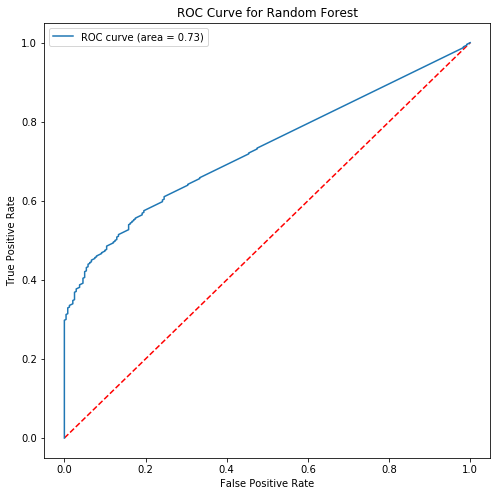 ROC Curve for Random Forest
ROC curve (area = 0.73)
1.0
0.8
0.6
0.4
0.2
0.0
True Positive Rate
0.0 0.2 0.4 0.6 0.8 1.0
False Positive Rate